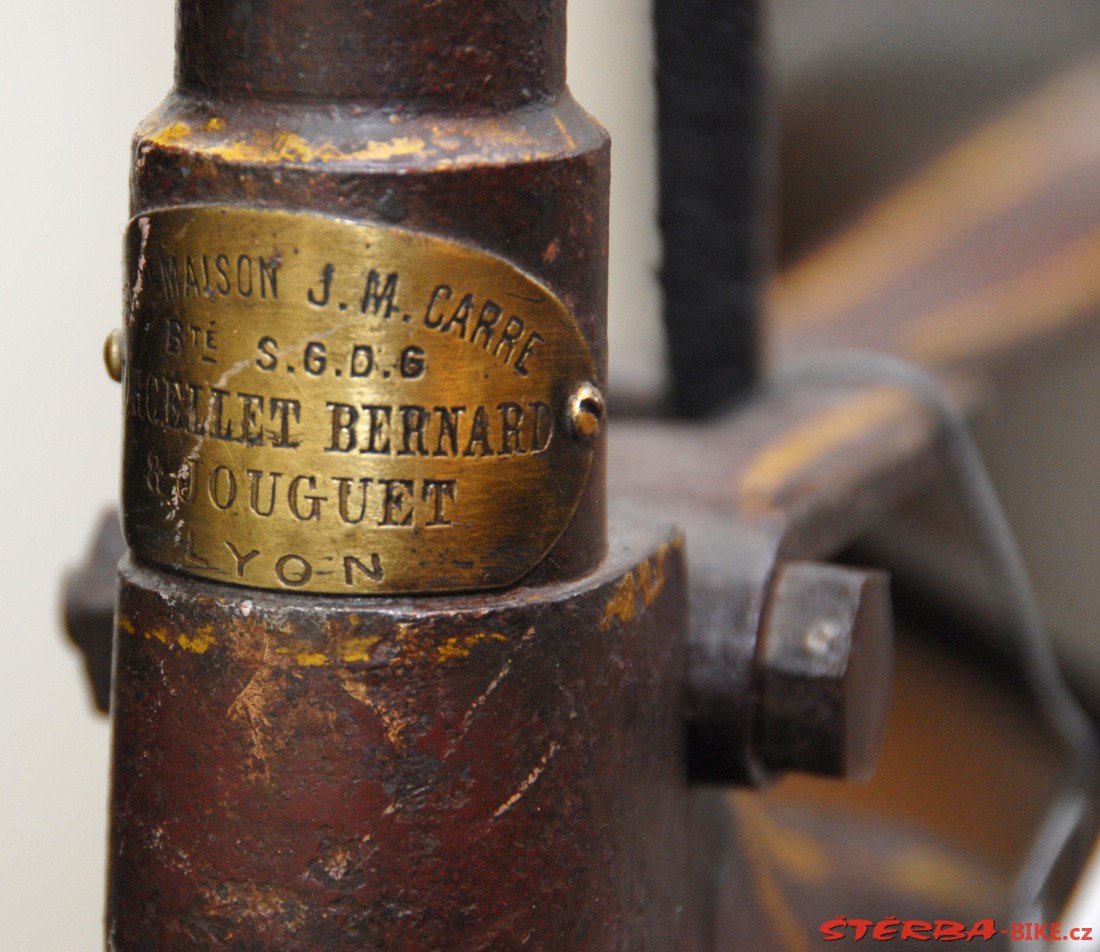 MAISON J. M. CARRE
BTÉ S.G.D.G
BERNARD
& JOUGUET
LYON
ŠTĚRBA-BIKE.cz